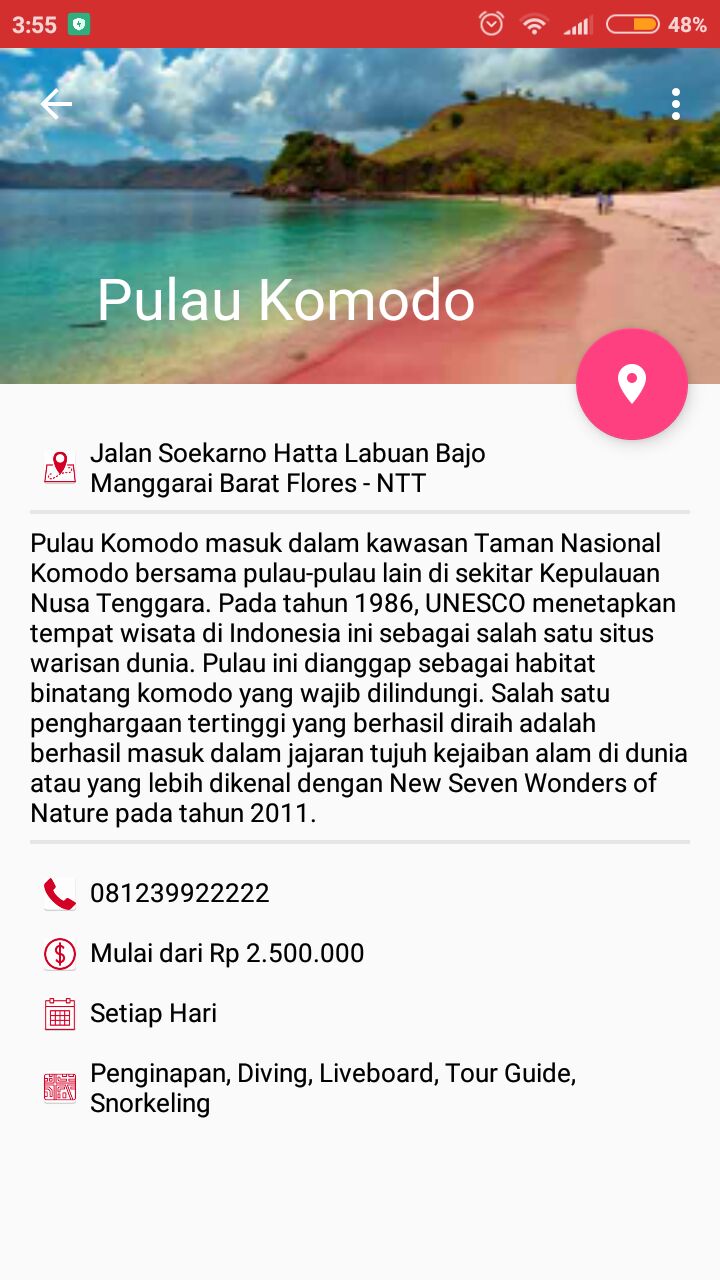 3:55
48%
Pulau Komodo
Jalan Soekarno Hatta Labuan Bajo
Manggarai Barat Flores - NTT
Pulau Komodo masuk dalam kawasan Taman Nasional
Komodo bersama pulau-pulau lain di sekitar Kepulauan
Nusa Tenggara. Pada tahun 1986, UNESCO menetapkan
tempat wisata di Indonesia ini sebagai salah satu situs
warisan dunia. Pulau ini dianggap sebagai habitat
binatang komodo yang wajib dilindungi. Salah satu
penghargaan tertinggi yang berhasil diraih adalah
berhasil masuk dalam jajaran tujuh kejaiban alam di dunia
atau yang lebih dikenal dengan New Seven Wonders of
Nature pada tahun 2011.
081239922222
Mulai dari Rp 2.500.000
Setiap Hari
Penginapan, Diving, Liveboard, Tour Guide,
Snorkeling